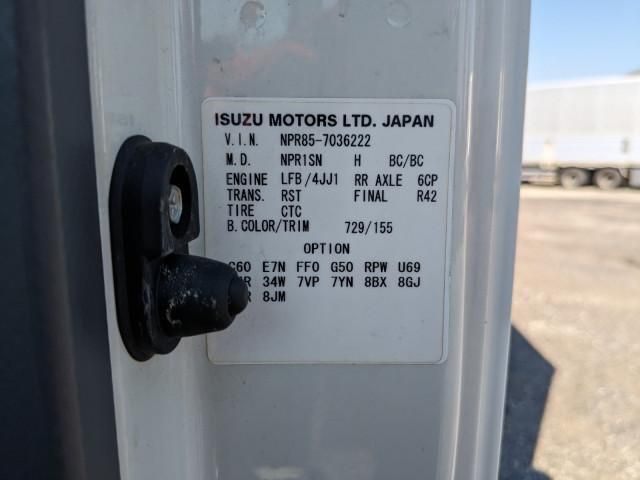 ISUZU MOTORS LTD. JAPAN
V.I.N. NPR85-7036222
M.D. NPR1SN H BC/BC
ENGINE LFB/4JJ1 RR AXLE 6CP
TRANS. RST FINAL R42
TIRE CTC
B.COLOR/TRIM 729/155
OPTION
E7N FF0 G50 RPW U69
34W 7VP 7YN 8BX 8GJ
8JM